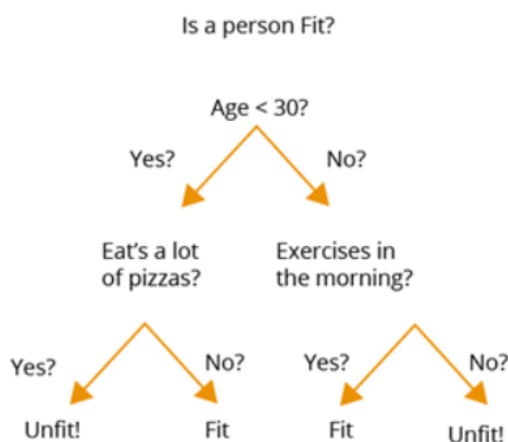 Is a person Fit?
Age < 30?
Yes?
No?
Eat's a lot
of pizzas?
Exercises in
the morning?
Yes?
No?
Yes?
No?
Unfit!
Fit
Fit
Unfit!